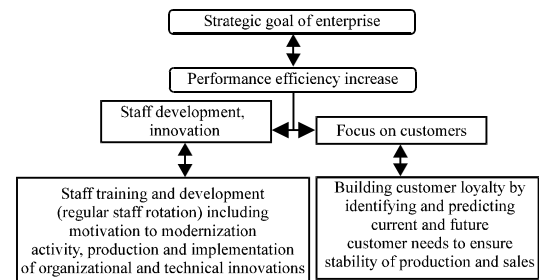 Strategic goal of enterprise
Performance efficiency increase
Staff development,
innovation
Focus on customers
Staff training and development
(regular staff rotation) including
motivation to modernization
activity, production and implementation
of organizational and technical innovations
Building customer loyalty by
identifying and predicting
current and future
customer needs to ensure
stability of production and sales